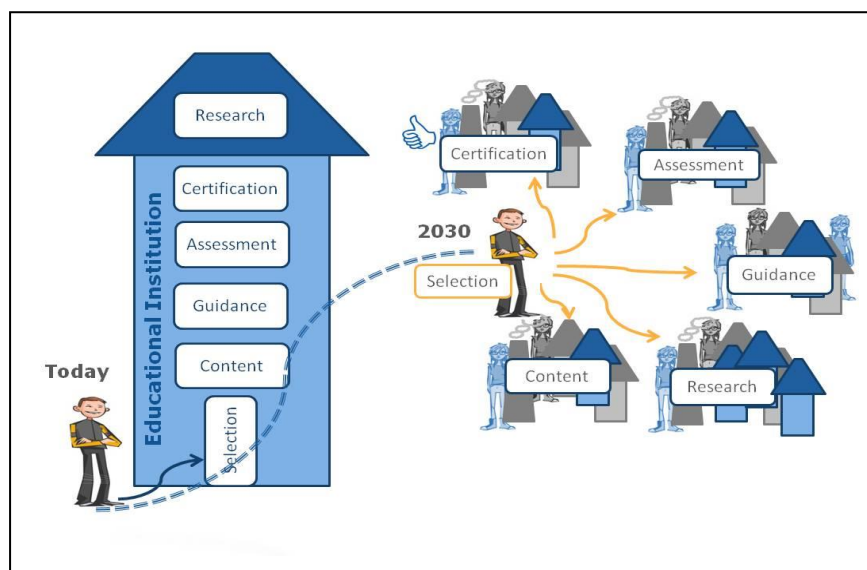 Research
Certification
Assessment
Guidance
Content
Selection
Educational Institution
Today
2030
Selection
Certification
Assessment
Guidance
Research
Content